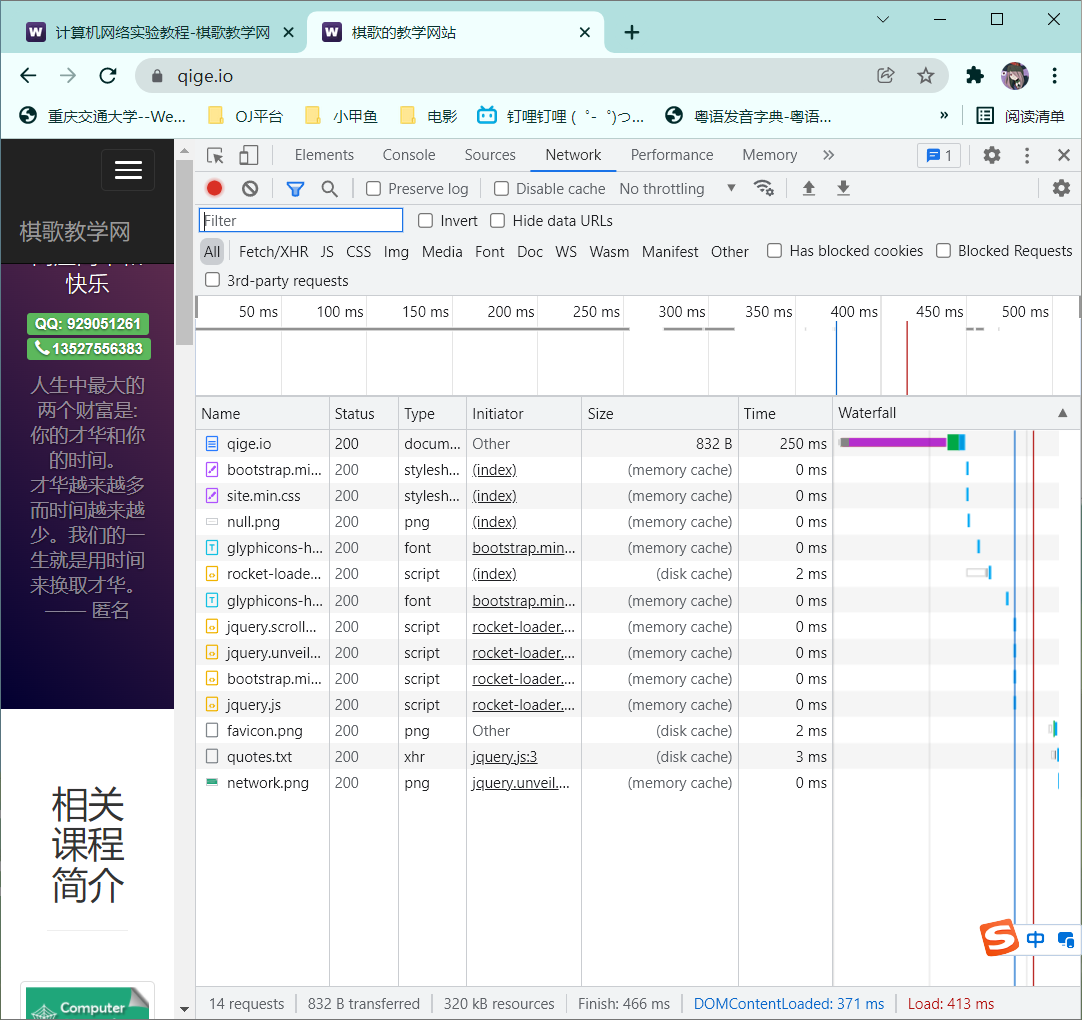 计算机网络实验教程-棋歌教学网
棋歌的教学网站
qige.io
重庆交通大学--We...
OJ平台
小甲鱼
电影
钉哩钉哩 ( ゜- ゜)つ...
粤语发音字典-粤语...
»
阅读清单
棋歌教学网
快乐
QQ: 929051261
13527556383
人生中最大的
两个财富是:
你的才华和你
的时间。
才华越来越多
而时间越来越
少。我们的一
生就是用时间
来换取才华。
—— 匿名
相关
课程
简介
Computer
Elements Console Sources Network Performance Memory » 1
Preserve log Disable cache No throttling
Filter Invert Hide data URLs
All Fetch/XHR JS CSS Img Media Font Doc WS Wasm Manifest Other Has blocked cookies Blocked Requests
3rd-party requests
50 ms 100 ms 150 ms 200 ms 250 ms 300 ms 350 ms 400 ms 450 ms 500 ms
Name Status Type Initiator Size Time Waterfall
qige.io 200 docum... Other 832 B 250 ms
bootstrap.mi... 200 stylesh... (index) (memory cache) 0 ms
site.min.css 200 stylesh... (index) (memory cache) 0 ms
null.png 200 png (index) (memory cache) 0 ms
glyphicons-h... 200 font bootstrap.min... (memory cache) 0 ms
rocket-loade... 200 script (index) (disk cache) 2 ms
glyphicons-h... 200 font bootstrap.min... (memory cache) 0 ms
jquery.scroll... 200 script rocket-loader.... (memory cache) 0 ms
jquery.unveil... 200 script rocket-loader.... (memory cache) 0 ms
bootstrap.mi... 200 script rocket-loader.... (memory cache) 0 ms
jquery.js 200 script rocket-loader.... (memory cache) 0 ms
favicon.png 200 png Other (disk cache) 2 ms
quotes.txt 200 xhr jquery.js:3 (disk cache) 3 ms
network.png 200 png jquery.unveil.... (memory cache) 0 ms
中
14 requests 832 B transferred 320 kB resources Finish: 466 ms DOMContentLoaded: 371 ms Load: 413 ms